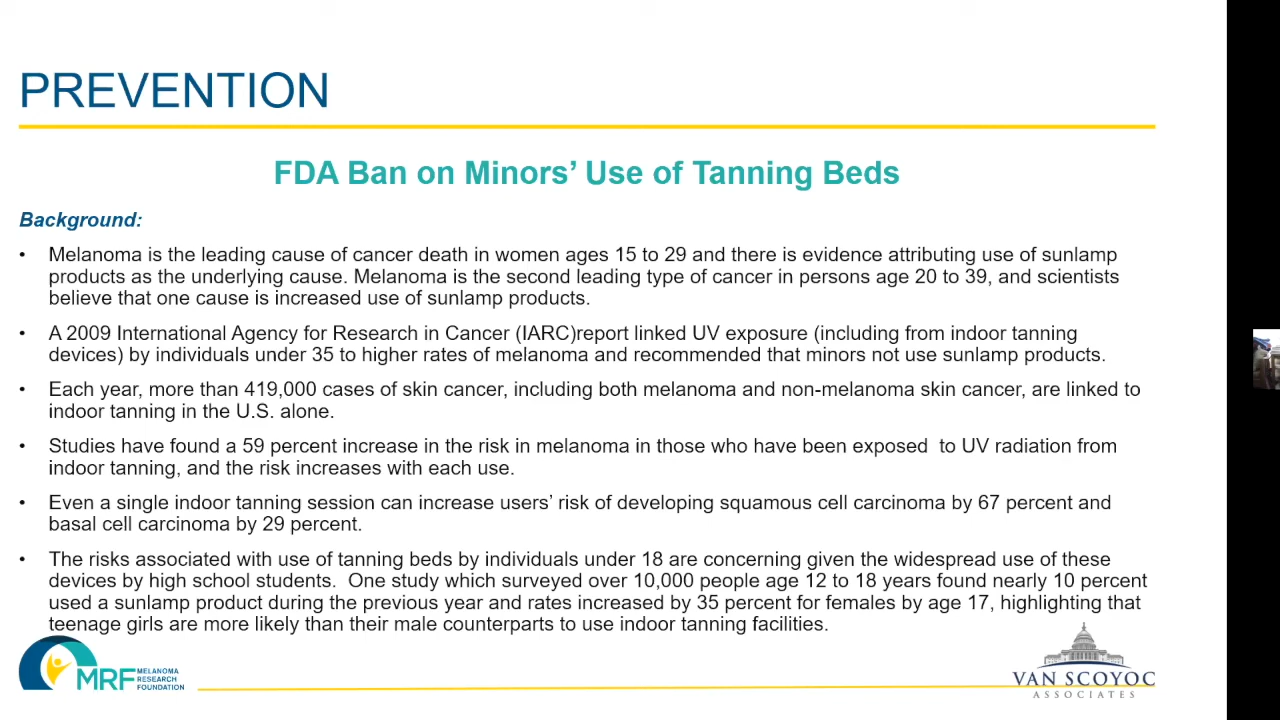 PREVENTION
FDA Ban on Minors’ Use of Tanning Beds
Background:
• Melanoma is the leading cause of cancer death in women ages 15 to 29 and there is evidence attributing use of sunlamp
products as the underlying cause. Melanoma is the second leading type of cancer in persons age 20 to 39, and scientists
believe that one cause is increased use of sunlamp products.
• A 2009 International Agency for Research in Cancer (IARC)report linked UV exposure (including from indoor tanning
devices) by individuals under 35 to higher rates of melanoma and recommended that minors not use sunlamp products.
• Each year, more than 419,000 cases of skin cancer, including both melanoma and non-melanoma skin cancer, are linked to
indoor tanning in the U.S. alone.
• Studies have found a 59 percent increase in the risk in melanoma in those who have been exposed  to UV radiation from
indoor tanning, and the risk increases with each use.
• Even a single indoor tanning session can increase users’ risk of developing squamous cell carcinoma by 67 percent and
basal cell carcinoma by 29 percent.
• The risks associated with use of tanning beds by individuals under 18 are concerning given the widespread use of these
devices by high school students.  One study which surveyed over 10,000 people age 12 to 18 years found nearly 10 percent
used a sunlamp product during the previous year and rates increased by 35 percent for females by age 17, highlighting that
teenage girls are more likely than their male counterparts to use indoor tanning facilities.
MRF
MELANOMA
RESEARCH
FOUNDATION
VAN SCOYOC
ASSOCIATES